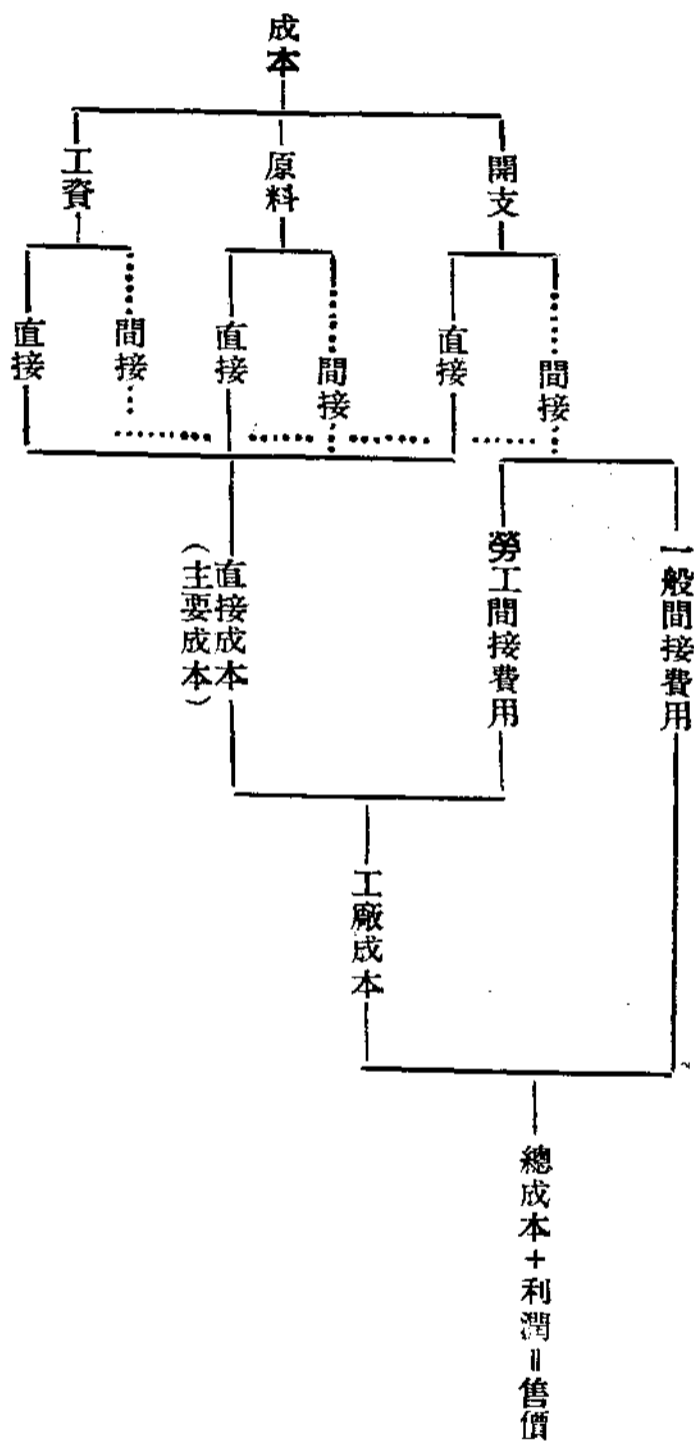 成本
開支
原料
工資
間接
直接
間接
直接
間接
直接
一般間接費用
勞工間接費用
直接成本
(主要成本)
工廠成本
總成本+利潤=售價